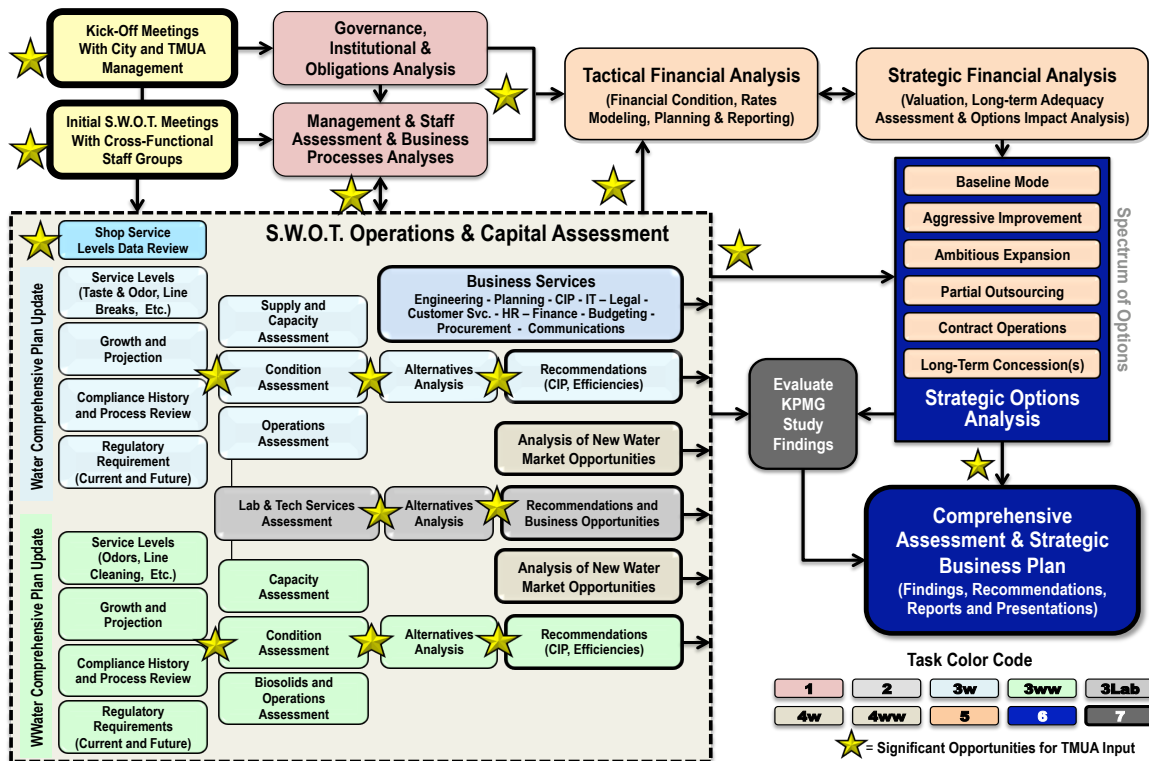 Kick-Off Meetings
With City and TMUA
Management
Governance,
Institutional &
Obligations Analysis
Tactical Financial Analysis
(Financial Condition, Rates
Modeling, Planning & Reporting)
Strategic Financial Analysis
(Valuation, Long-term Adequacy
Assessment & Options Impact Analysis)
Initial S.W.O.T. Meetings
With Cross-Functional
Staff Groups
Management & Staff
Assessment & Business
Processes Analyses
Baseline Mode
Aggressive Improvement
Ambitious Expansion
Partial Outsourcing
Contract Operations
Long-Term Concession(s)
Strategic Options
Analysis
Spectrum of Options
Shop Service
Levels Data Review
S.W.O.T. Operations & Capital Assessment
Water Comprehensive Plan Update
Service Levels
(Taste & Odor, Line
Breaks,  Etc.)
Growth and
Projection
Compliance History
and Process Review
Regulatory
Requirement
(Current and Future)
Supply and
Capacity
Assessment
Condition
Assessment
Operations
Assessment
Business Services
Engineering - Planning - CIP - IT – Legal -
Customer Svc. - HR – Finance - Budgeting -
Procurement  - Communications
Alternatives
Analysis
Recommendations
(CIP, Efficiencies)
Analysis of New Water
Market Opportunities
Lab & Tech Services
Assessment
Alternatives
Analysis
Recommendations and
Business Opportunities
Evaluate
KPMG
Study
Findings
WWater Comprehensive Plan Update
Service Levels
(Odors, Line
Cleaning,  Etc.)
Growth and
Projection
Compliance History
and Process Review
Regulatory
Requirements
(Current and Future)
Capacity
Assessment
Condition
Assessment
Biosolids and
Operations
Assessment
Analysis of New Water
Market Opportunities
Alternatives
Analysis
Recommendations
(CIP, Efficiencies)
Comprehensive
Assessment & Strategic
Business Plan
(Findings, Recommendations,
Reports and Presentations)
Task Color Code
1 2 3w 3ww 3Lab
4w 4ww 5 6 7
= Significant Opportunities for TMUA Input